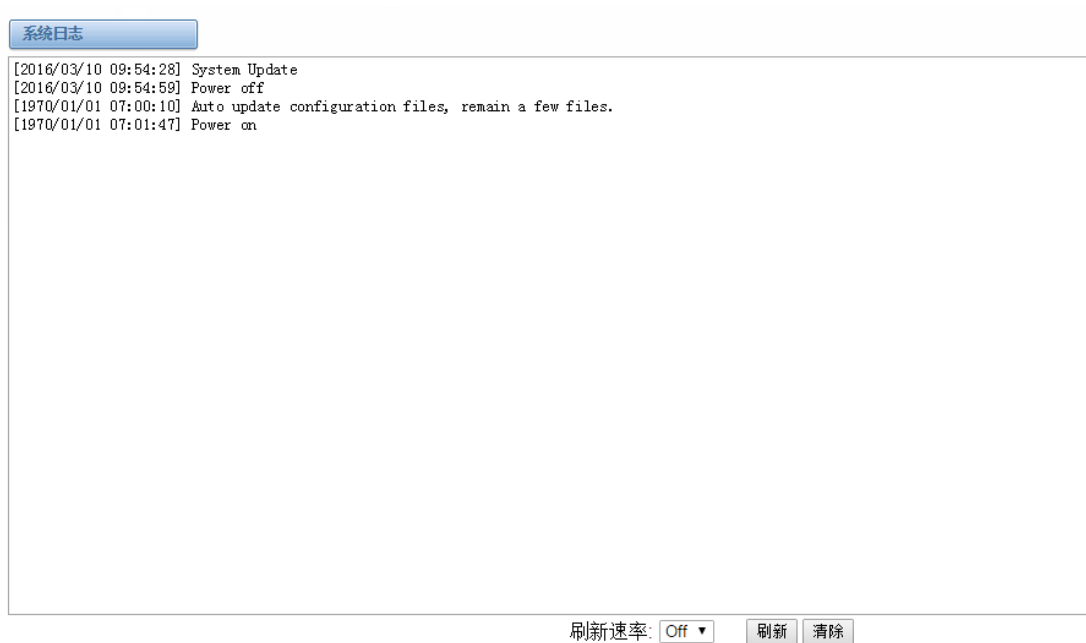 系统日志
[2016/03/10 09:54:28] System Update
[2016/03/10 09:54:59] Power off
[1970/01/01 07:00:10] Auto update configuration files, remain a few files.
[1970/01/01 07:01:47] Power on
刷新速率: Off 刷新 清除